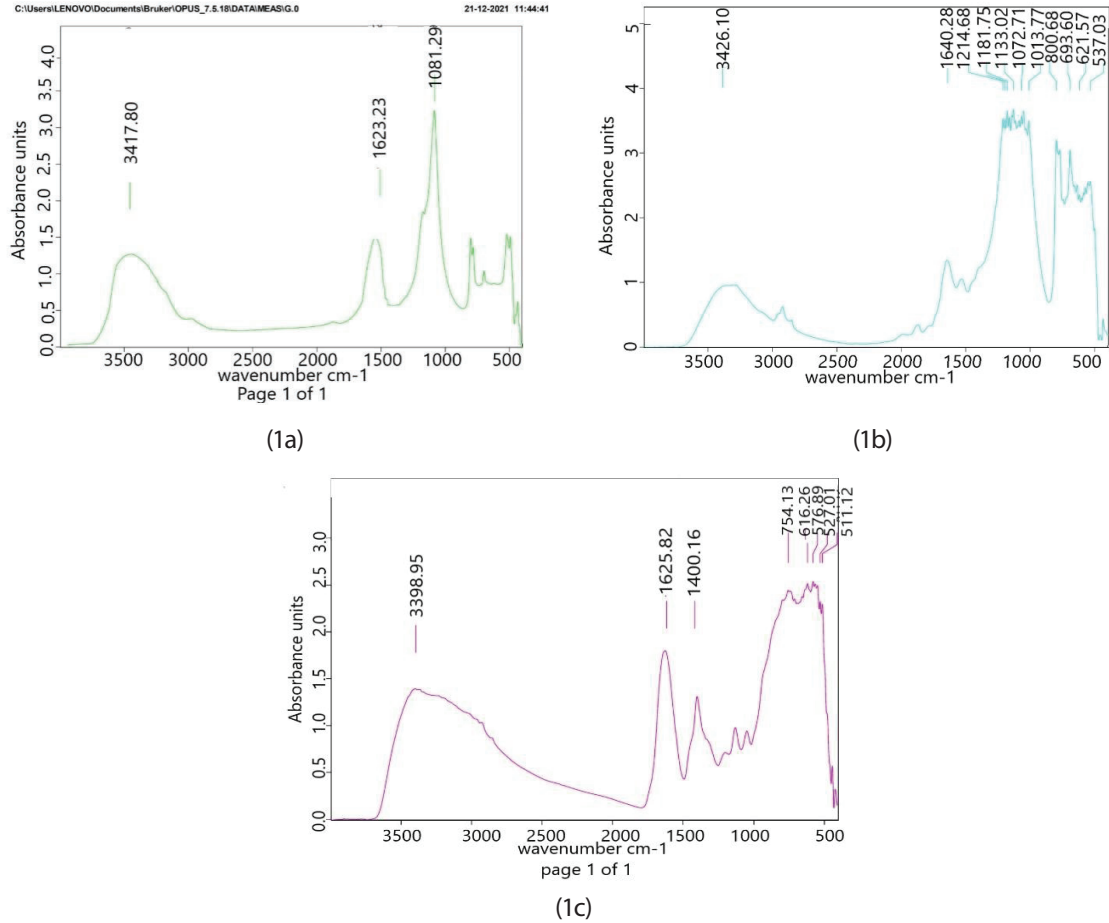 C:\Users\LENOVO\Documents\Bruker\OPUS_7.5.18\DATA\MEAS\G.0 21-12-2021 11:44:41
Absorbance units
4.0
3.5
3.0
2.5
2.0
1.5
1.0
0.5
0.0
3417.80
1623.23
1081.29
3500 3000 2000 1500 1000 500
wavenumber cm-1
Page 1 of 1
(1a)
Absorbance units
5
4
3
2
1
0
3426.10
1640.28
1214.68
1181.75
1133.02
1072.71
1013.77
800.68
693.60
621.57
537.03
3500 3000 2000 1500 1000 500
wavenumber cm-1
(1b)
Absorbance units
3.0
2.5
2.0
1.5
1.0
0.5
0.0
3398.95
1625.82
1400.16
754.13
616.26
576.89
527.01
511.12
3500 3000 2000 1500 1000 500
wavenumber cm-1
page 1 of 1
(1c)